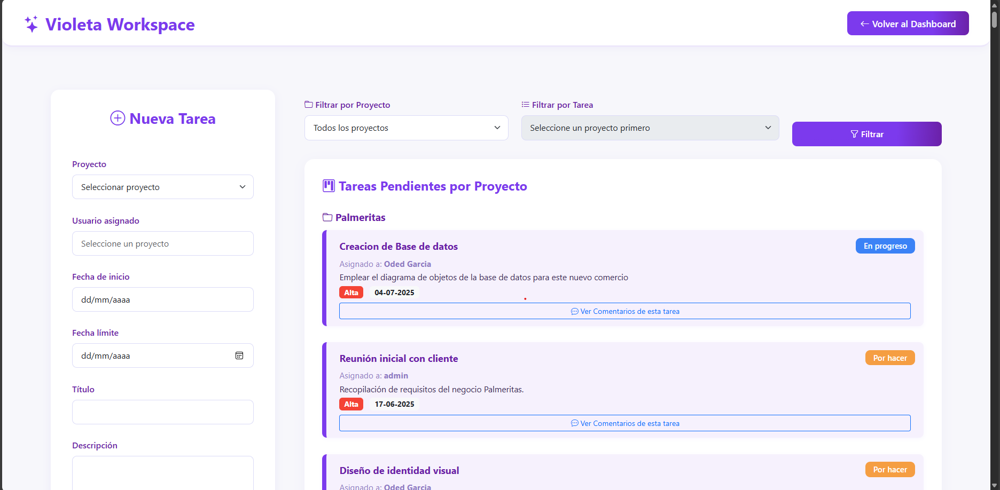 Violeta Workspace
← Volver al Dashboard
Nueva Tarea
Proyecto
Seleccionar proyecto
Usuario asignado
Seleccione un proyecto
Fecha de inicio
dd/mm/aaaa
Fecha límite
dd/mm/aaaa
Título
Descripción
Filtrar por Proyecto
Todos los proyectos
Filtrar por Tarea
Seleccione un proyecto primero
Filtrar
Tareas Pendientes por Proyecto
Palmeritas
Creacion de Base de datos
En progreso
Asignado a: Oded Garcia
Emplear el diagrama de objetos de la base de datos para este nuevo comercio
Alta 04-07-2025
Ver Comentarios de esta tarea
Reunión inicial con cliente
Por hacer
Asignado a: admin
Recopilación de requisitos del negocio Palmeritas.
Alta 17-06-2025
Ver Comentarios de esta tarea
Diseño de identidad visual
Por hacer
Asignado a: Oded Garcia